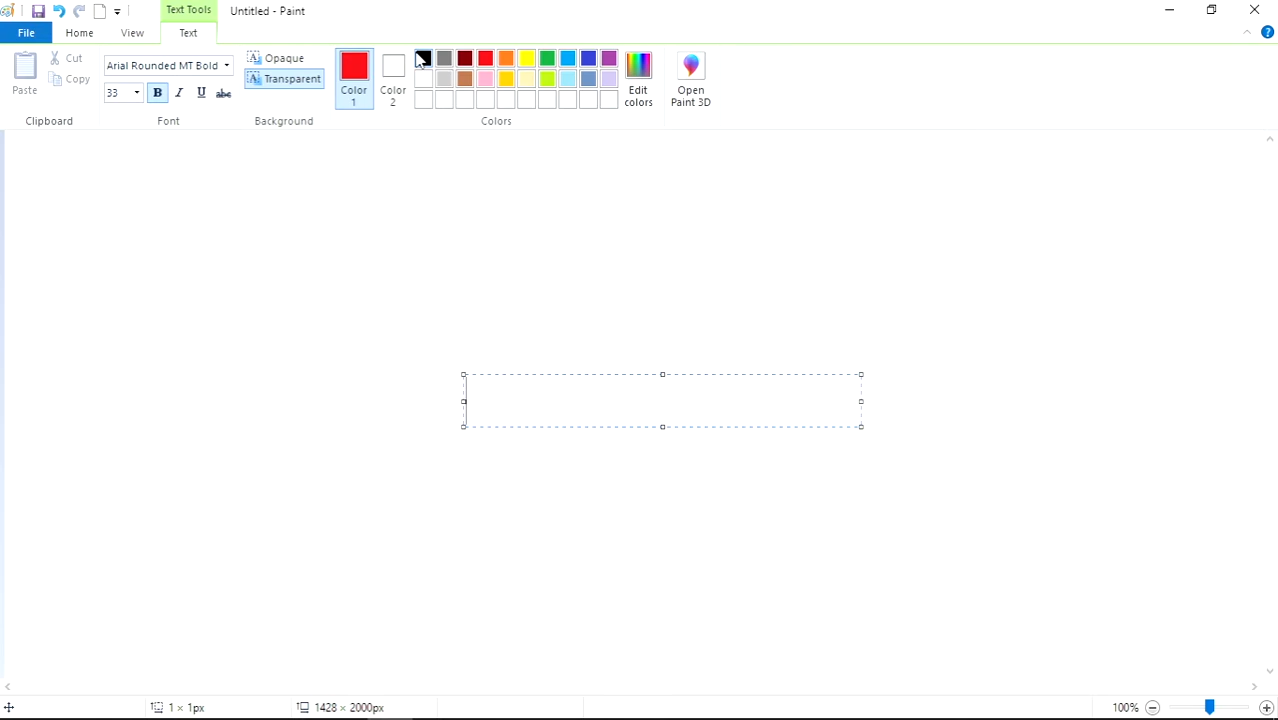 Text Tools
Untitled - Paint
File
Home
View
Text
Paste
Cut
Copy
Clipboard
Arial Rounded MT Bold
33
B
I
U
abc
Font
Opaque
Transparent
Background
Color
1
Color
2
Colors
Edit
colors
Open
Paint 3D
1 × 1px
1428 × 2000px
100%